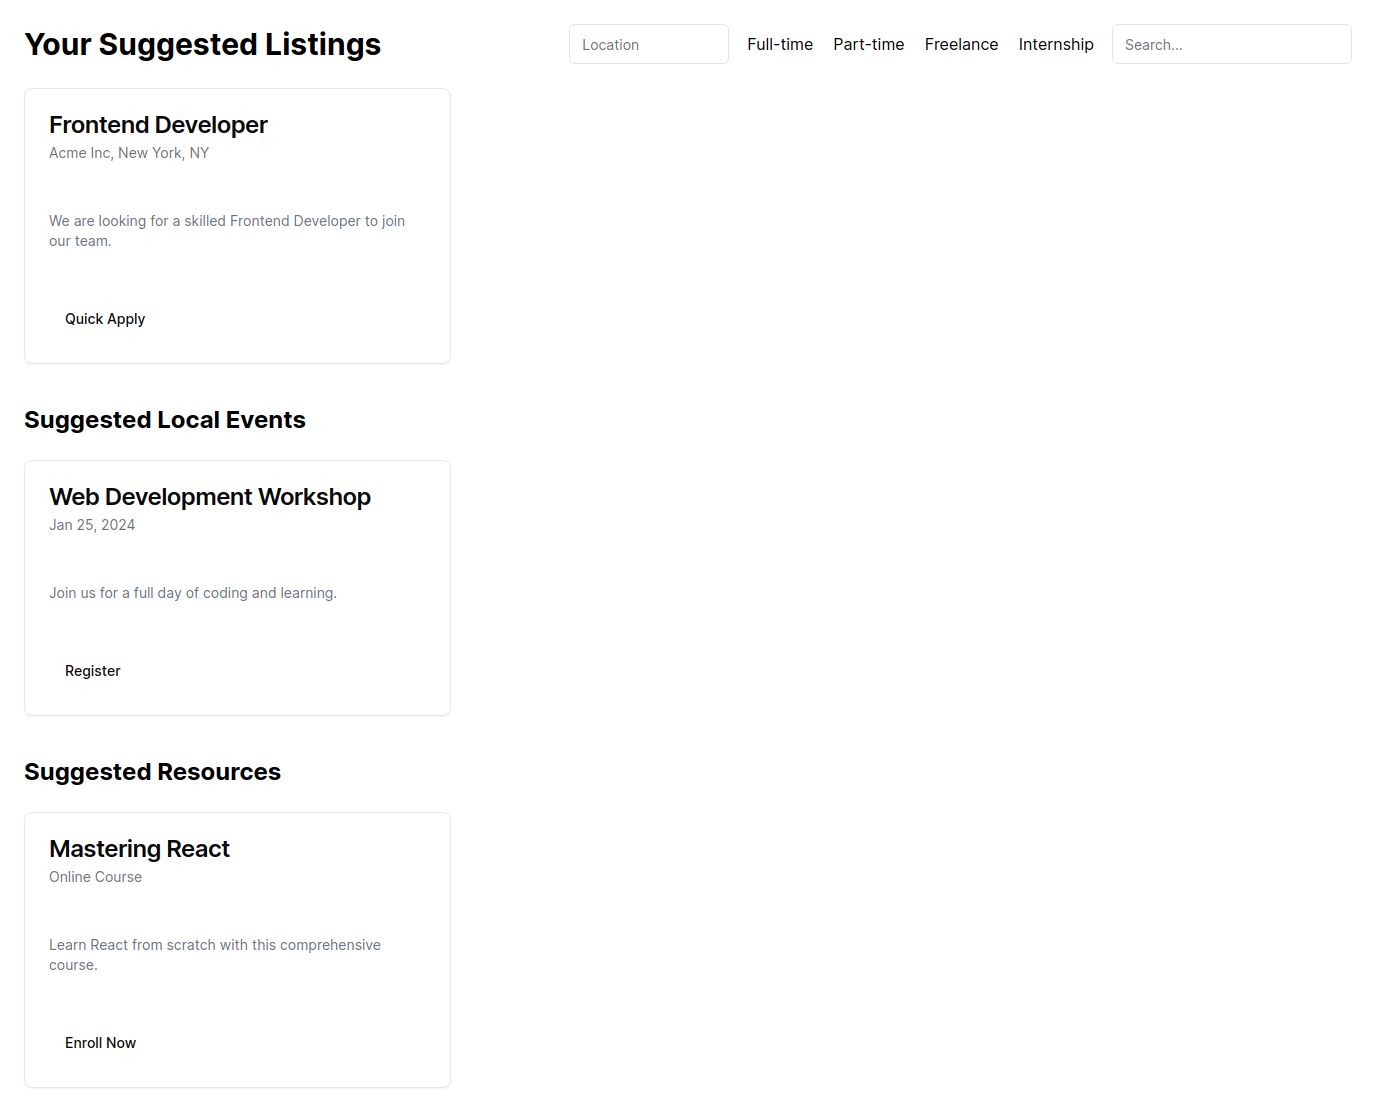 Your Suggested Listings
Location
Full-time
Part-time
Freelance
Internship
Search...
Frontend Developer
Acme Inc, New York, NY
We are looking for a skilled Frontend Developer to join
our team.
Quick Apply
Suggested Local Events
Web Development Workshop
Jan 25, 2024
Join us for a full day of coding and learning.
Register
Suggested Resources
Mastering React
Online Course
Learn React from scratch with this comprehensive
course.
Enroll Now